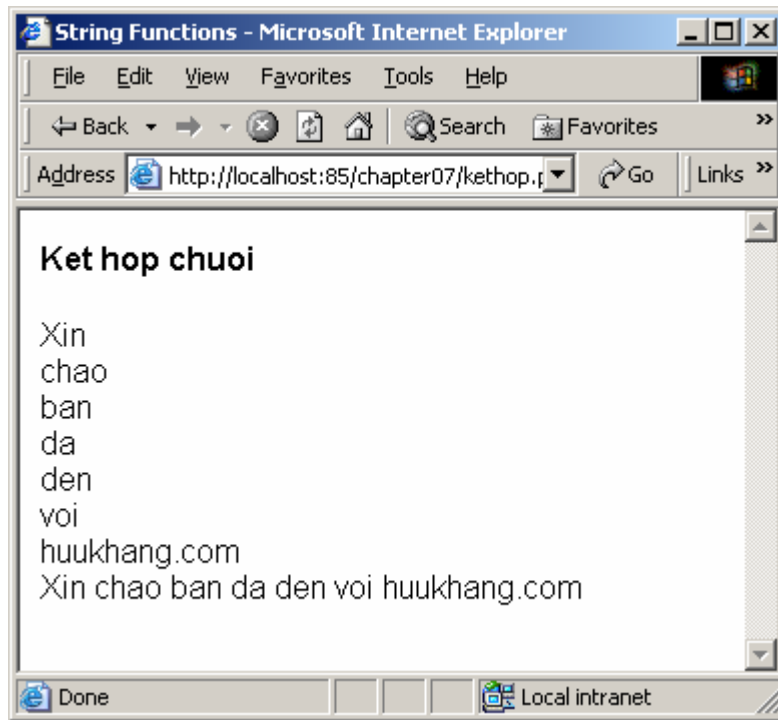 String Functions - Microsoft Internet Explorer
File Edit View Favorites Tools Help
Back Search Favorites »
Address http://localhost:85/chapter07/kethop.p Go Links »
Ket hop chuoi
Xin
chao
ban
da
den
voi
huukhang.com
Xin chao ban da den voi huukhang.com
Done Local intranet